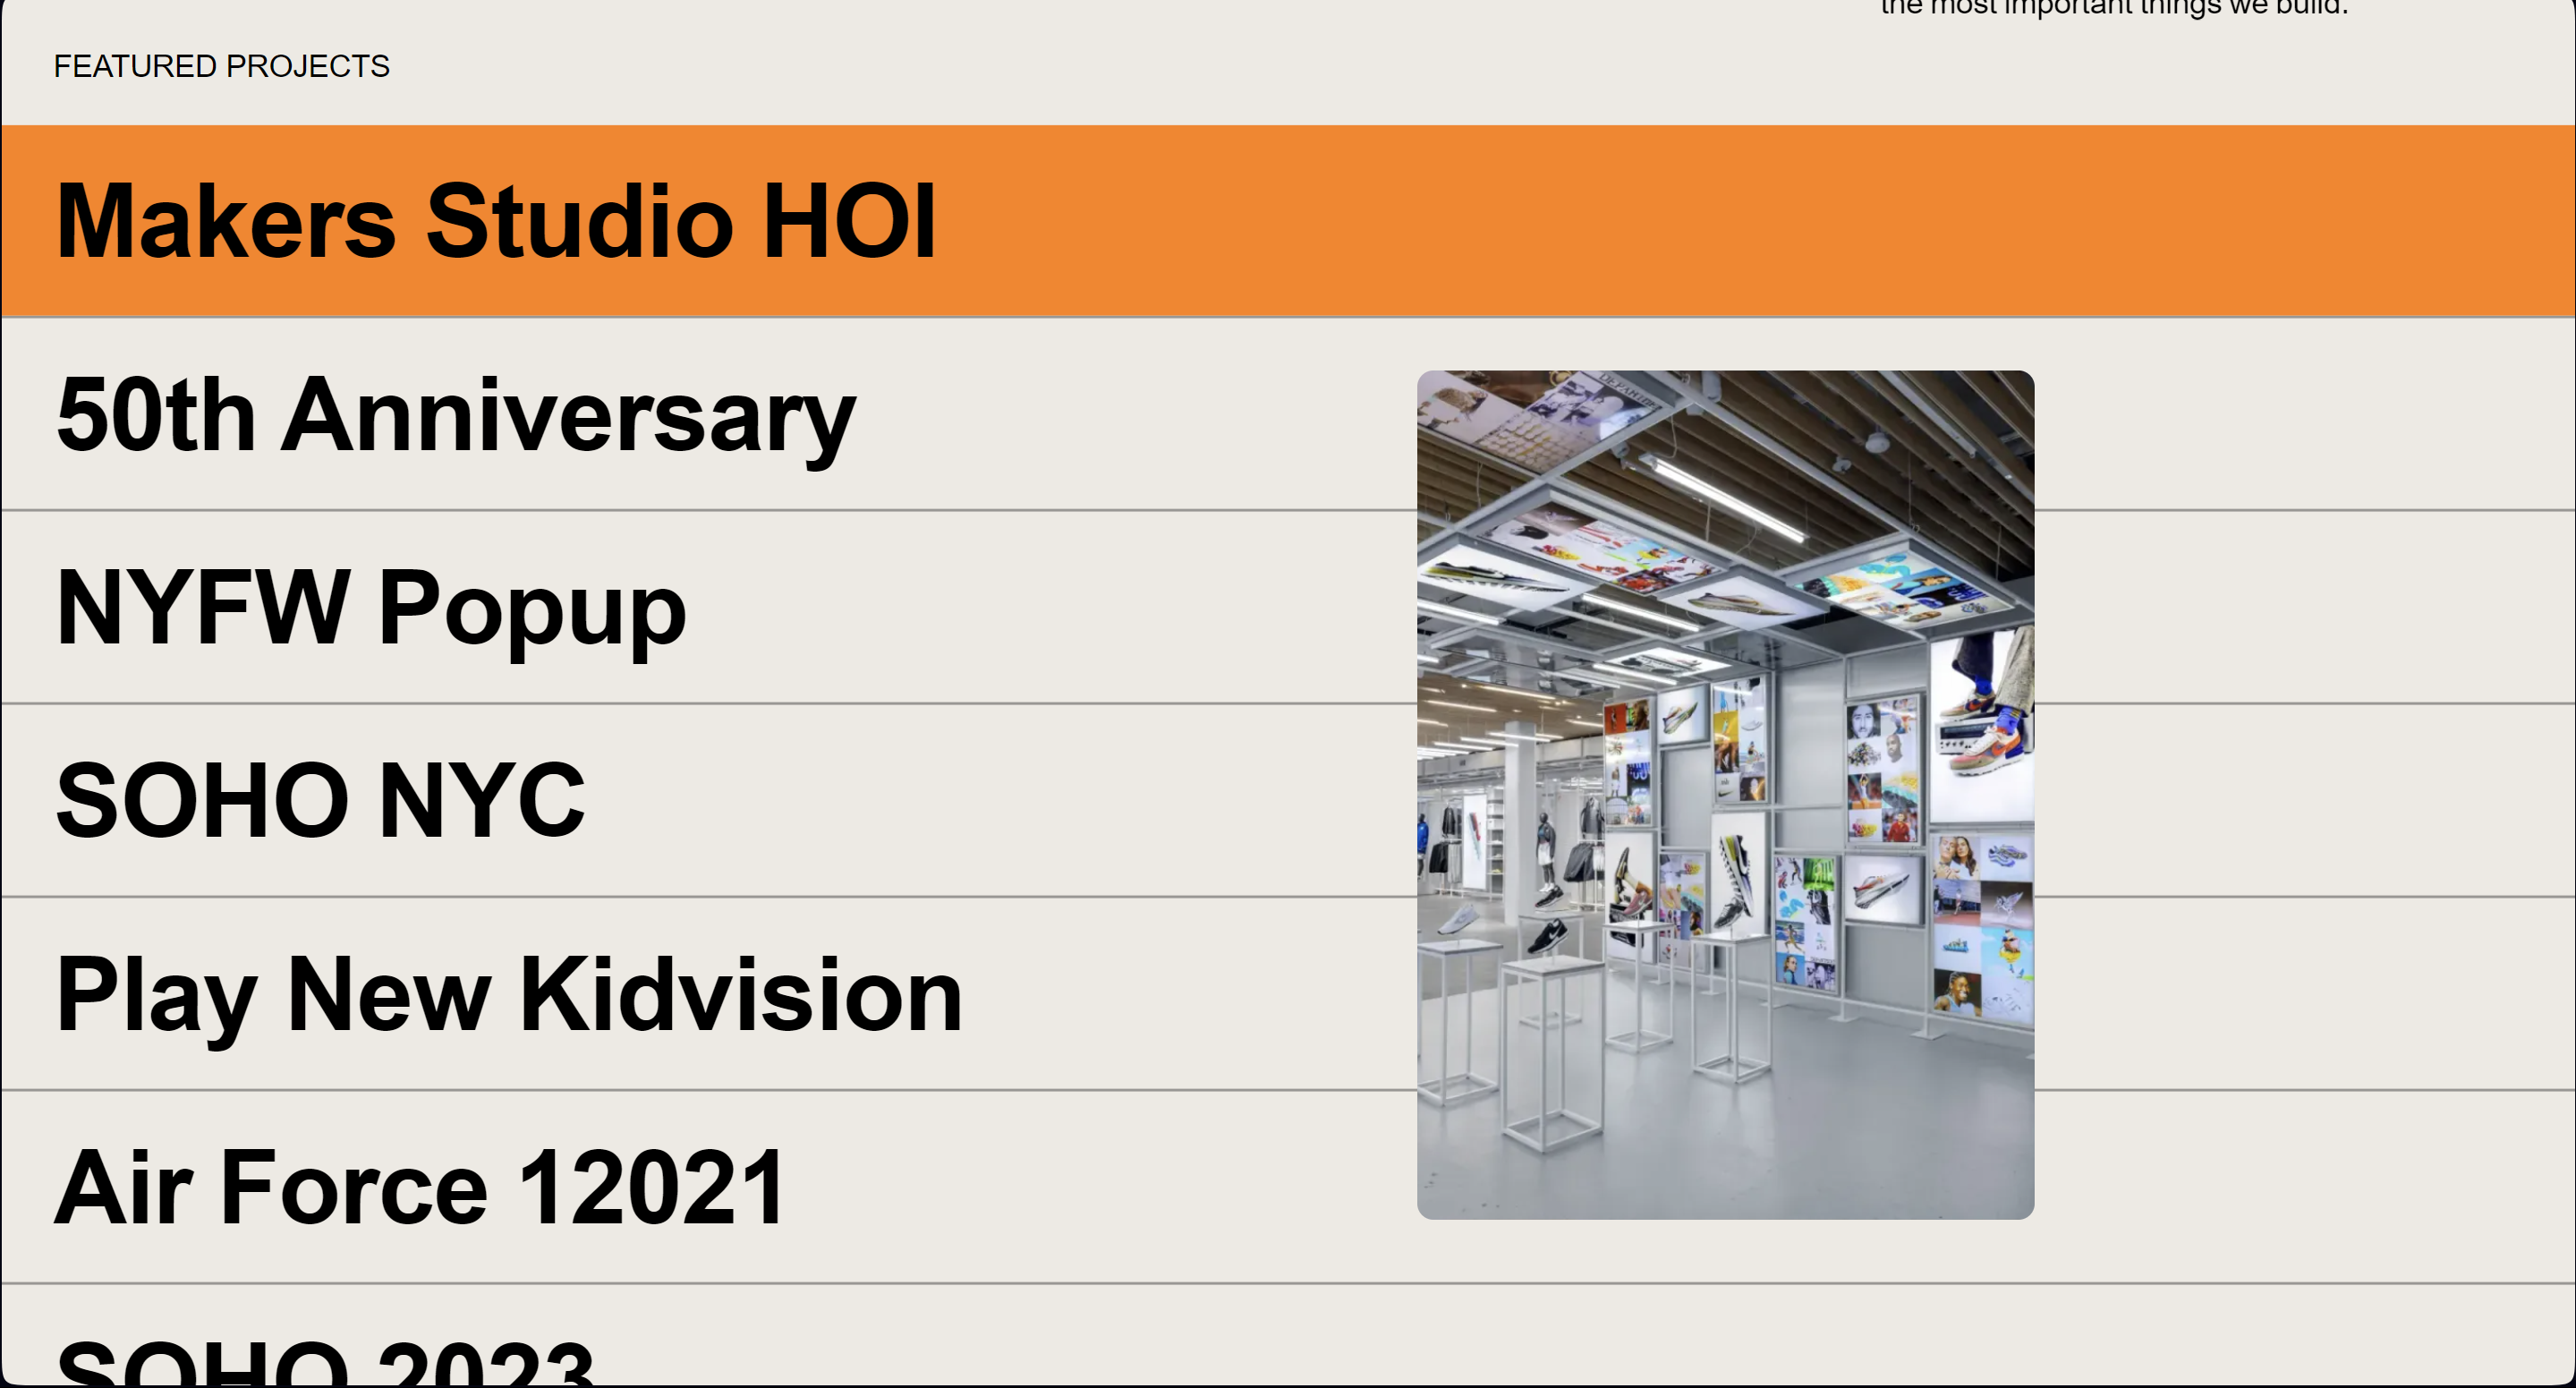 the most important things we build.
FEATURED PROJECTS
Makers Studio HOI
50th Anniversary
NYFW Popup
SOHO NYC
Play New Kidvision
Air Force 12021
SOHO 2023